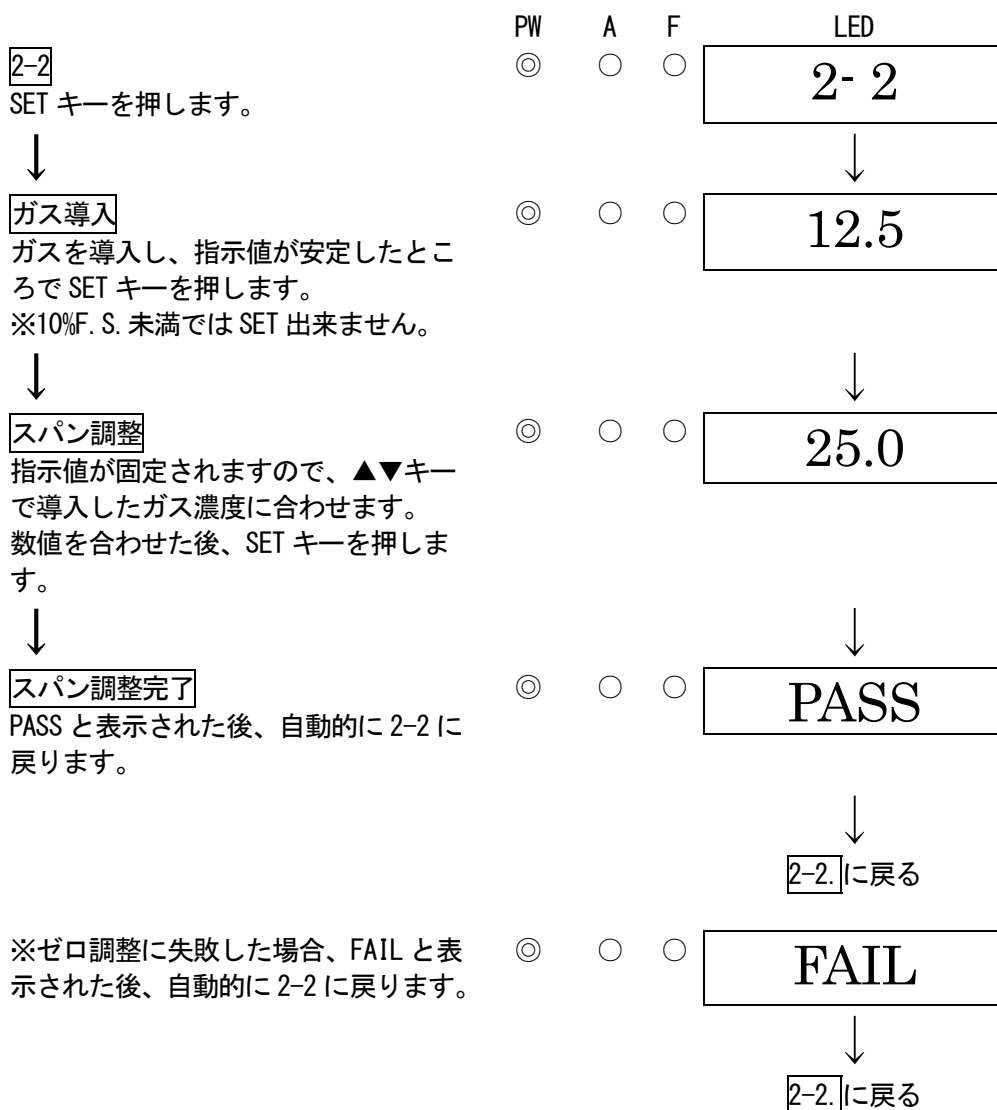 PW A F LED
2-2 ◎ ○ ○ 2- 2
SET キーを押します。
↓ ↓
ガス導入 ◎ ○ ○ 12.5
ガスを導入し、指示値が安定したとこ
ろで SET キーを押します。
※10%F.S.未満では SET 出来ません。
↓ ↓
スパン調整 ◎ ○ ○ 25.0
指示値が固定されますので、▲▼キー
で導入したガス濃度に合わせます。
数値を合わせた後、SET キーを押しま
す。
↓ ↓
スパン調整完了 ◎ ○ ○ PASS
PASS と表示された後、自動的に 2-2 に
戻ります。
↓
2-2.に戻る
※ゼロ調整に失敗した場合、FAIL と表 ◎ ○ ○ FAIL
示された後、自動的に 2-2 に戻ります。
↓
2-2.に戻る